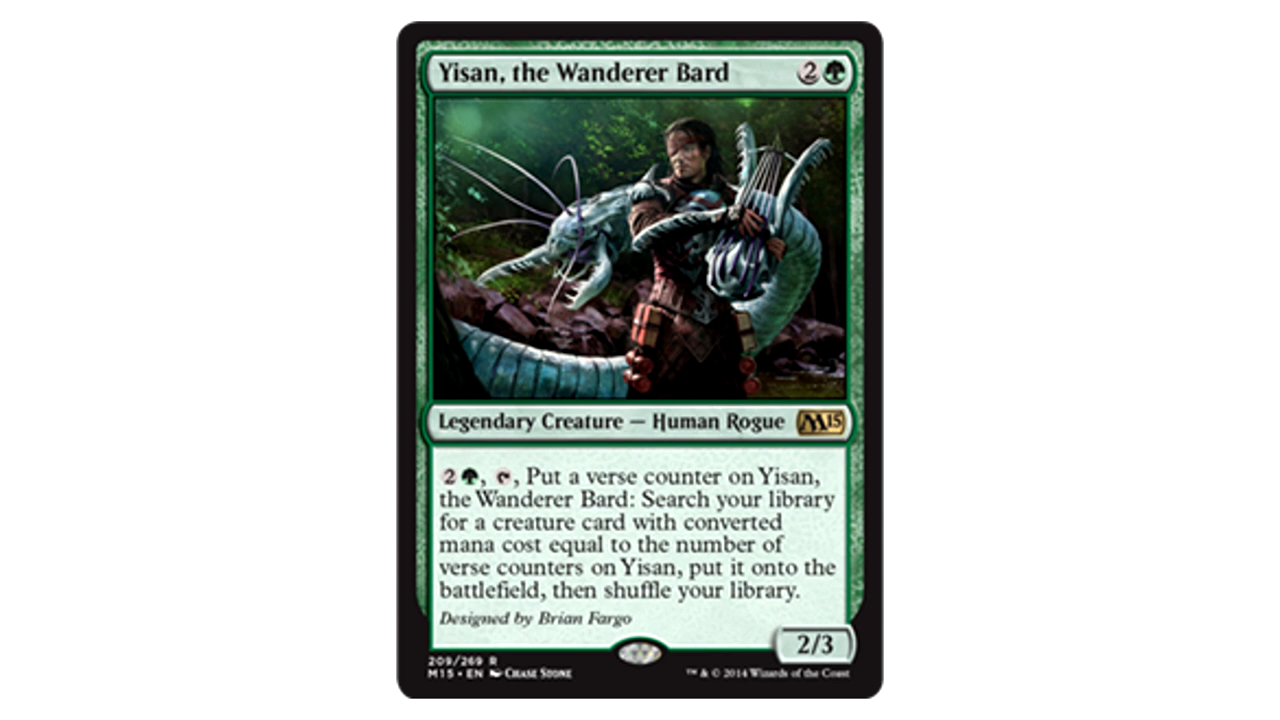 Yisan, the Wanderer Bard 2
Legendary Creature — Human Rogue M15
2 , , Put a verse counter on Yisan,
the Wanderer Bard: Search your library
for a creature card with converted
mana cost equal to the number of
verse counters on Yisan, put it onto the
battlefield, then shuffle your library.
Designed by Brian Fargo
2/3
209/269 R
M15 • EN Chase Stone
™ & © 2014 Wizards of the Coast